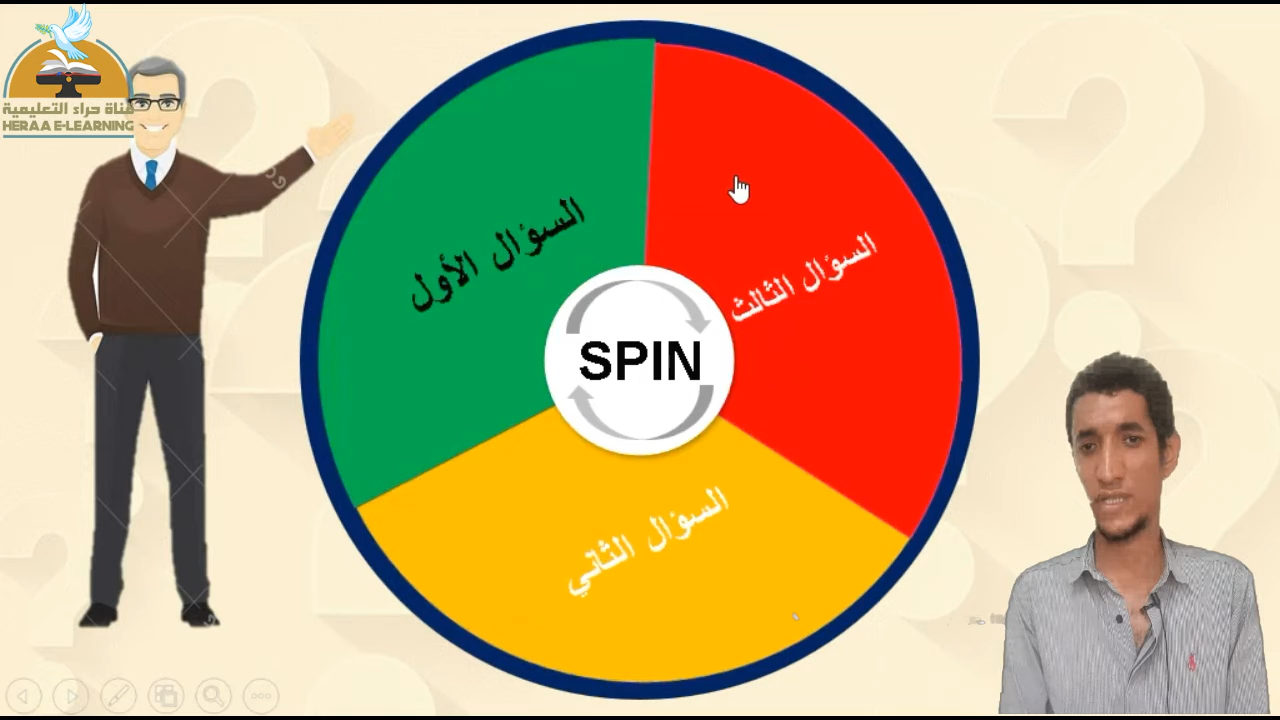 قناة حراء التعليمية
HERAA E-LEARNING
السؤال الأول
السؤال الثالث
SPIN
السؤال الثاني